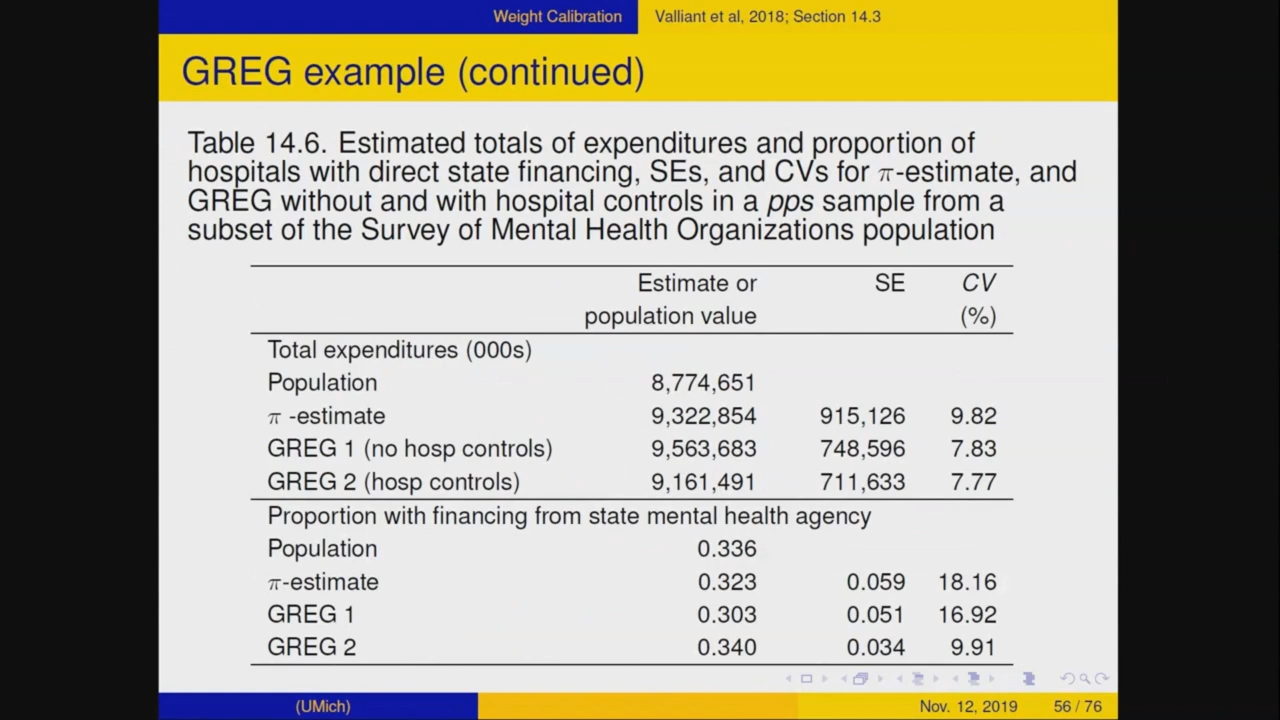 Weight Calibration Valliant et al, 2018; Section 14.3
GREG example (continued)
Table 14.6. Estimated totals of expenditures and proportion of
hospitals with direct state financing, SEs, and CVs for π-estimate, and
GREG without and with hospital controls in a pps sample from a
subset of the Survey of Mental Health Organizations population
Estimate or SE CV
population value (%)
Total expenditures (000s)
Population 8,774,651
π -estimate 9,322,854 915,126 9.82
GREG 1 (no hosp controls) 9,563,683 748,596 7.83
GREG 2 (hosp controls) 9,161,491 711,633 7.77
Proportion with financing from state mental health agency
Population 0.336
π-estimate 0.323 0.059 18.16
GREG 1 0.303 0.051 16.92
GREG 2 0.340 0.034 9.91
(UMich) Nov. 12, 2019 56 / 76